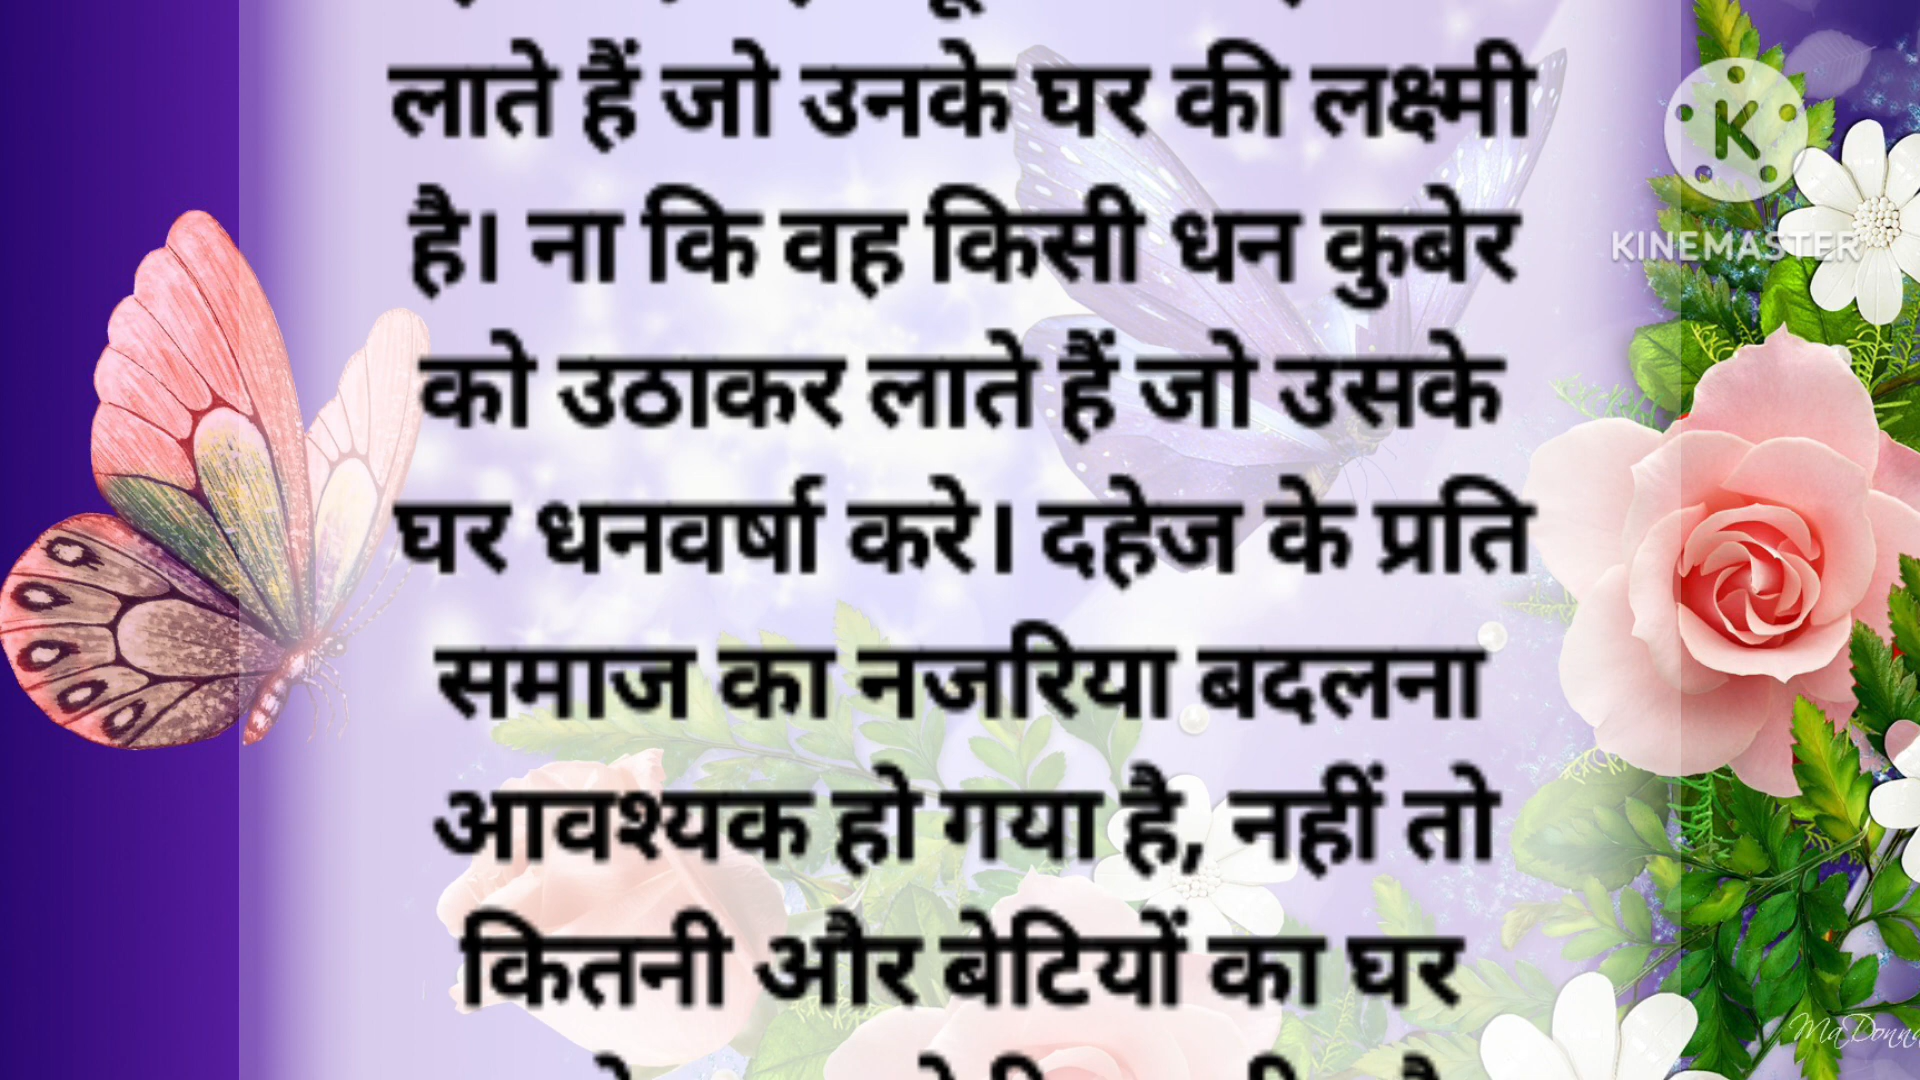 लाते हैं जो उनके घर की लक्ष्मी
है। ना कि वह किसी धन कुबेर
को उठाकर लाते हैं जो उसके
घर धनवर्षा करे। दहेज के प्रति
समाज का नजरिया बदलना
आवश्यक हो गया है, नहीं तो
कितनी और बेटियों का घर
K
KINEMASTER
MaDonna